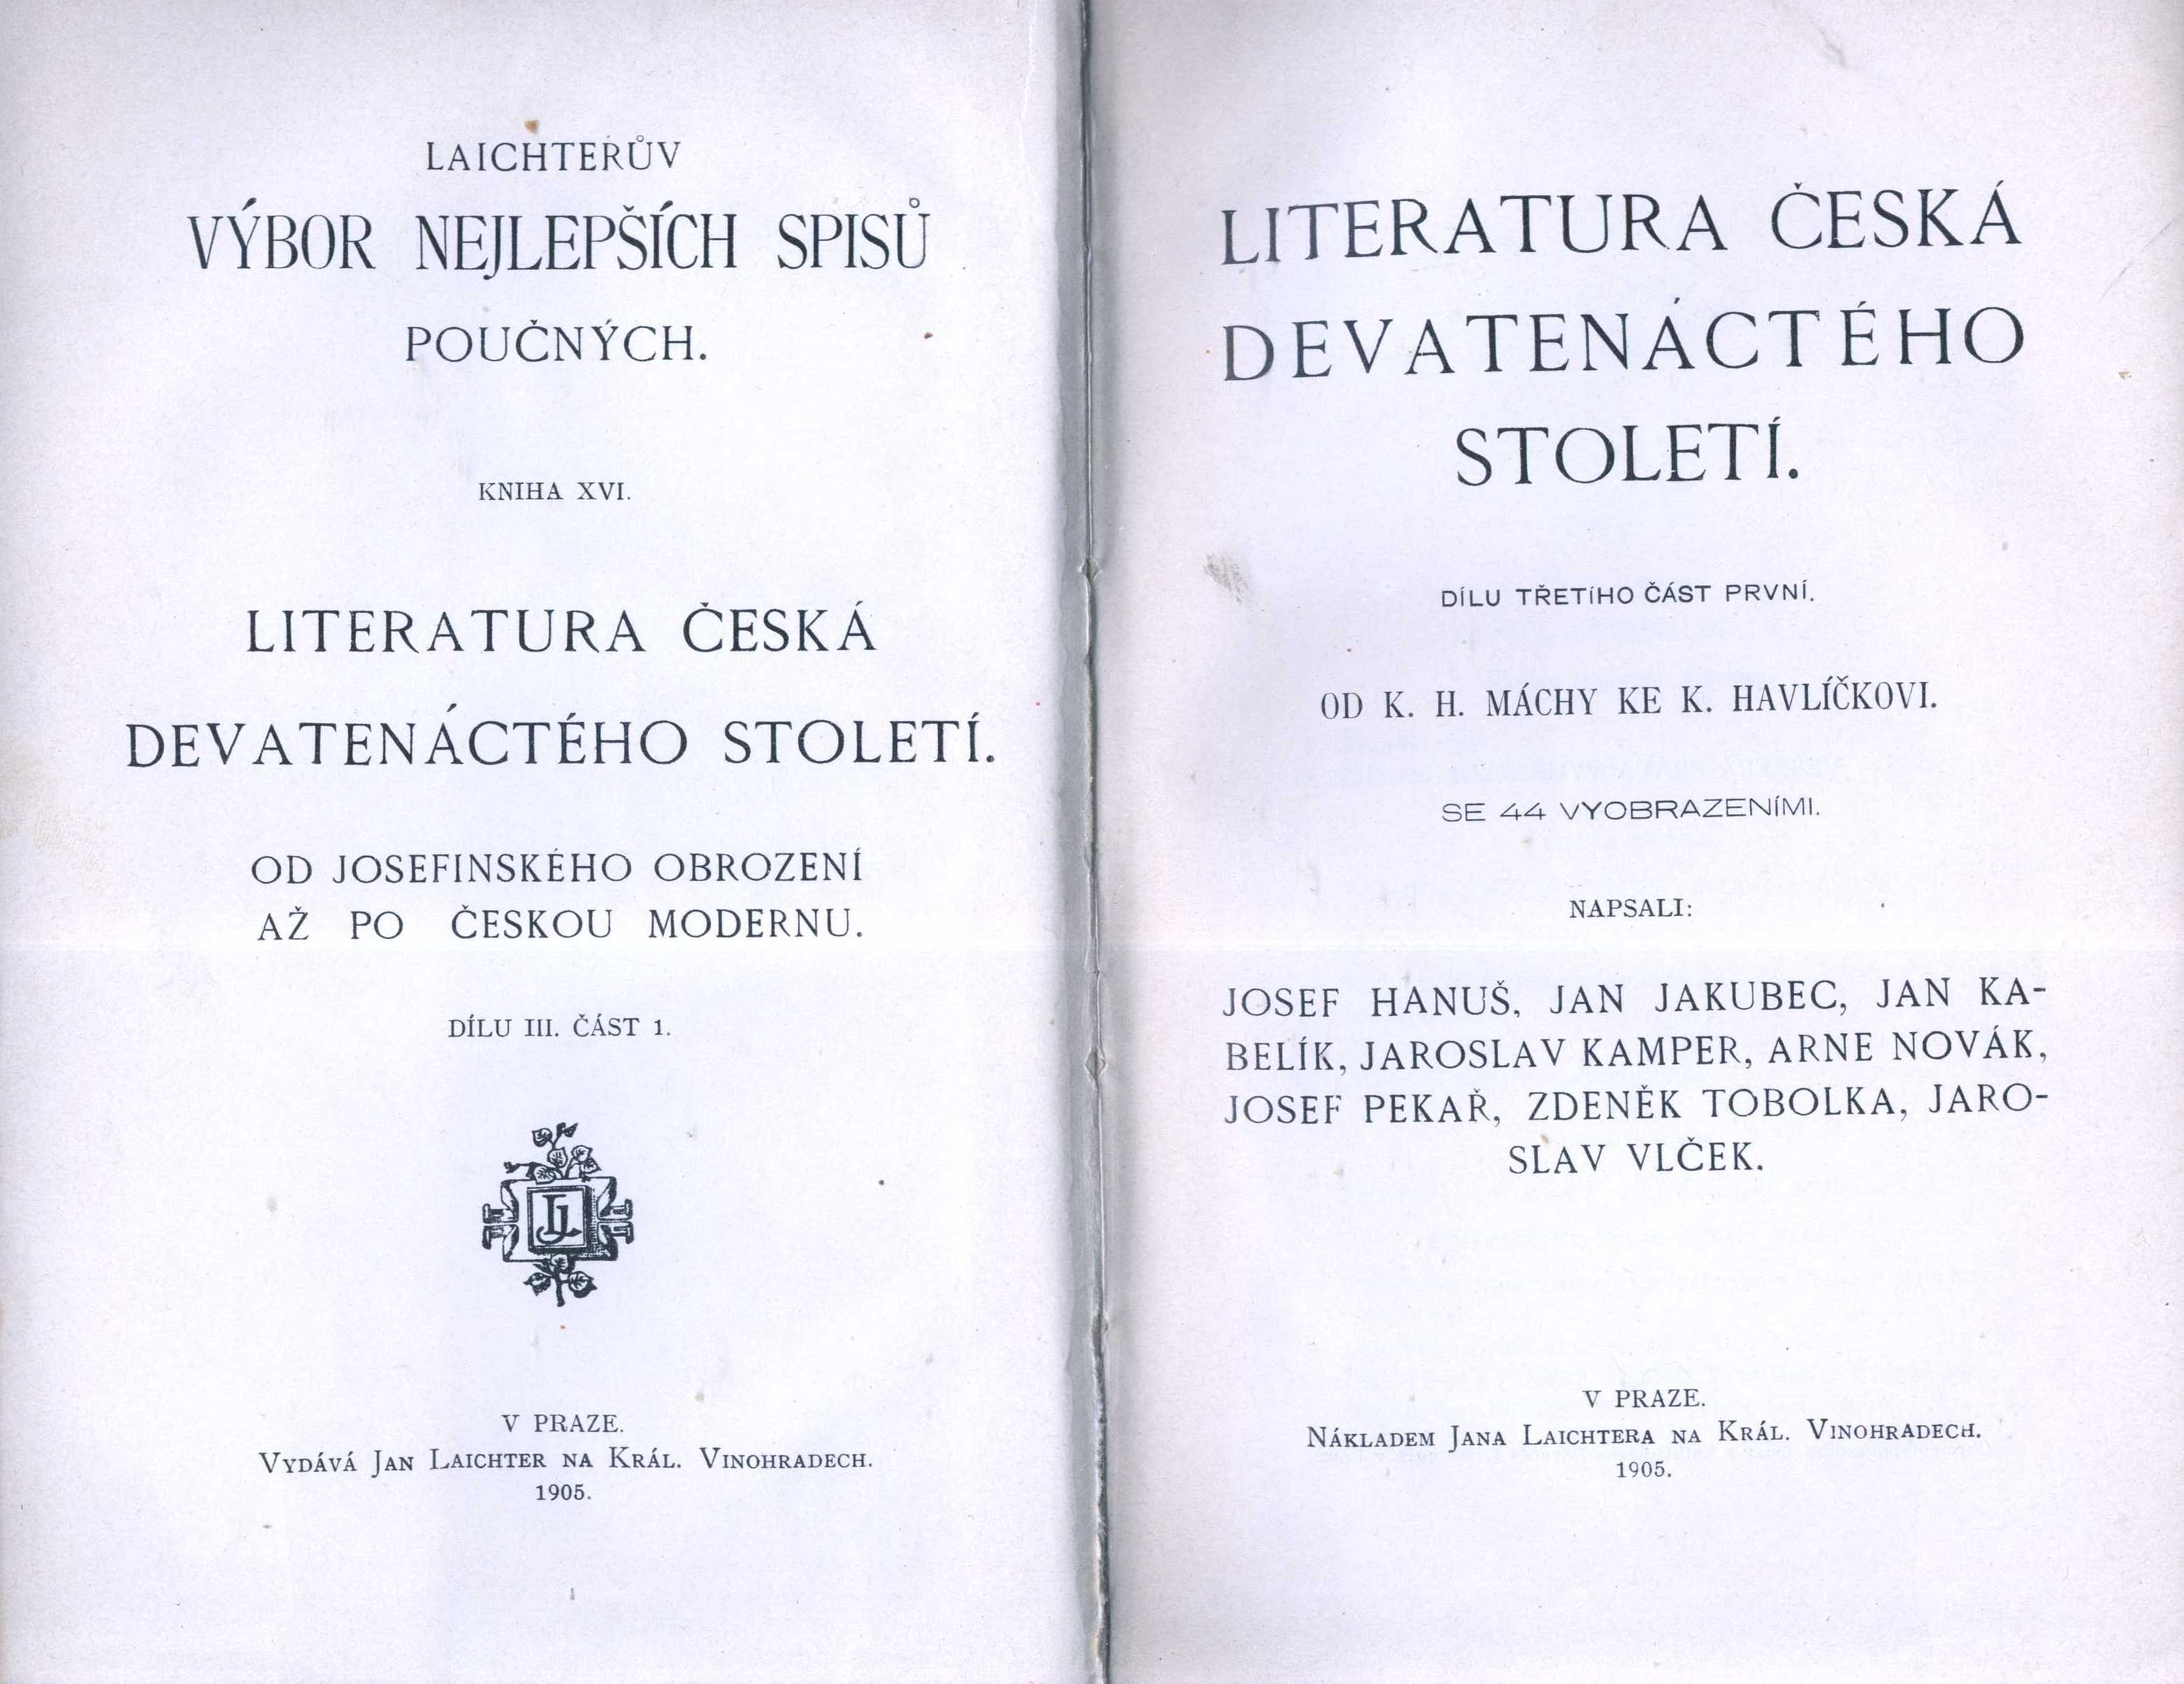 LAICHTERŮV
VÝBOR NEJLEPŠÍCH SPISŮ
POUČNÝCH.
KNIHA XVI.
LITERATURA ČESKÁ
DEVATENÁCTÉHO STOLETÍ.
OD JOSEFINSKÉHO OBROZENÍ
AŽ PO ČESKOU MODERNU.
DÍLU III. ČÁST 1.
JL
V PRAZE.
VYDÁVÁ JAN LAICHTER NA KRÁL. VINOHRADECH.
1905.
LITERATURA ČESKÁ
DEVATENÁCTÉHO
STOLETÍ.
DÍLU TŘETÍHO ČÁST PRVNÍ.
OD K. H. MÁCHY KE K. HAVLÍČKOVI.
SE 44 VYOBRAZENÍMI.
NAPSALI:
JOSEF HANUŠ, JAN JAKUBEC, JAN KA-
BELÍK, JAROSLAV KAMPER, ARNE NOVÁK,
JOSEF PEKAŘ, ZDENĚK TOBOLKA, JARO-
SLAV VLČEK.
V PRAZE.
NÁKLADEM JANA LAICHTERA NA KRÁL. VINOHRADECH.
1905.